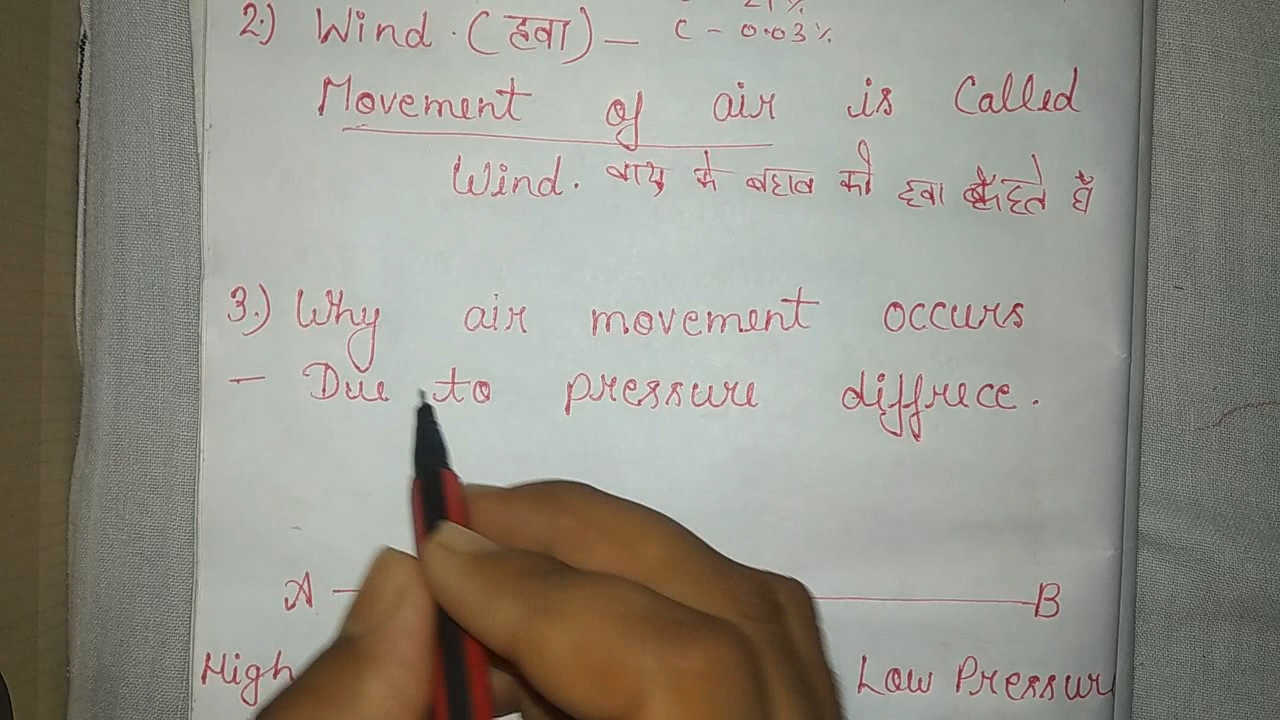 21%
2.) Wind. (हवा) — C - 0.03%
Movement of air is Called
Wind. वायु के बहाव को हवा कहते हैं
3.) Why air movement occurs
- Due to pressure diffrece.
A B
High Low Pressur